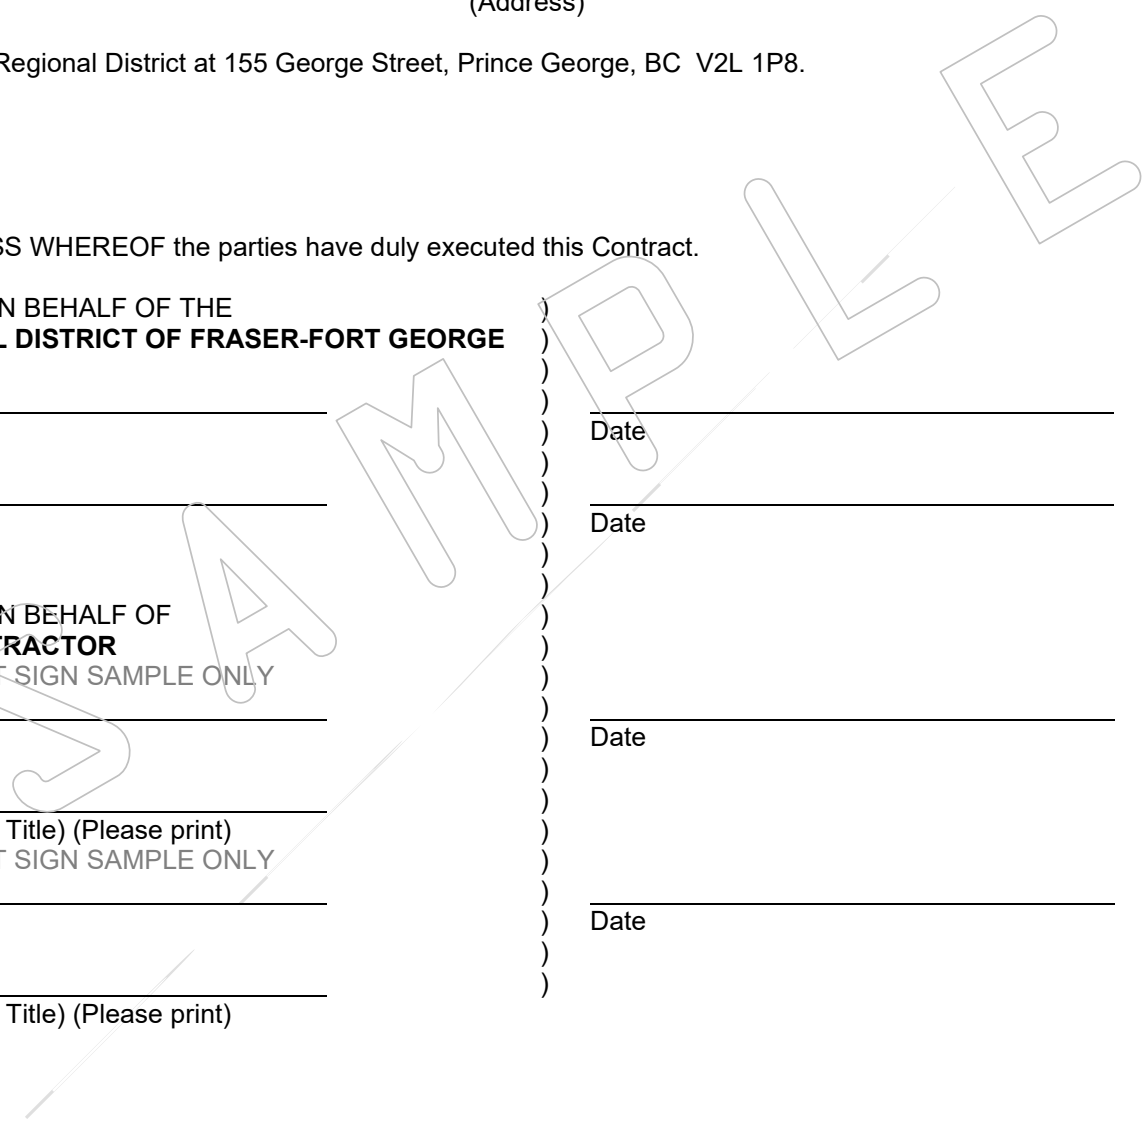 (Address)
Regional District at 155 George Street, Prince George, BC  V2L 1P8.
SS WHEREOF the parties have duly executed this Contract.
N BEHALF OF THE )
L DISTRICT OF FRASER-FORT GEORGE )
)
)
) Date
)
)
) Date
)
)
N BEHALF OF )
TRACTOR )
T SIGN SAMPLE ONLY )
)
) Date
)
)
Title) (Please print) )
T SIGN SAMPLE ONLY )
)
) Date
)
)
Title) (Please print)
SAMPLE